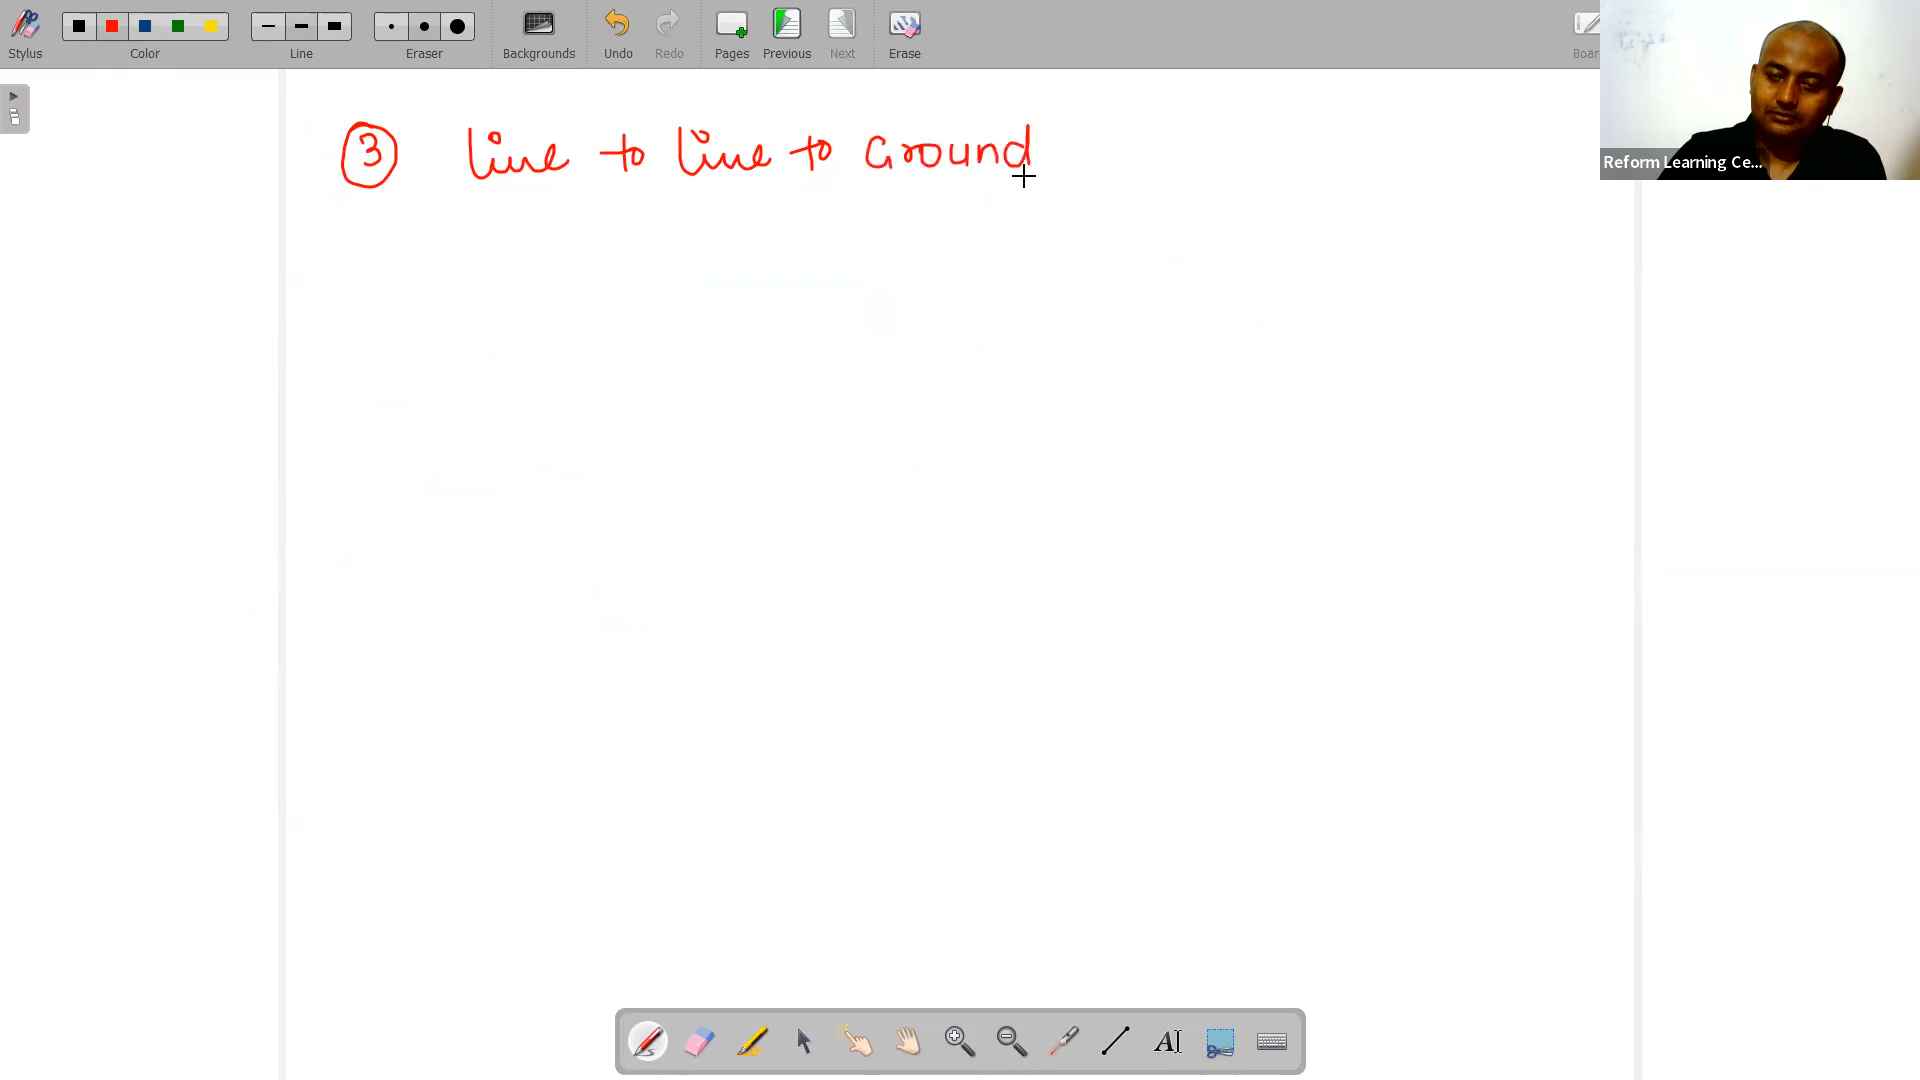 Stylus
Color
Line
Eraser
Backgrounds
Undo
Redo
Pages
Previous
Next
Erase
Boar
Reform Learning Ce...
3 Line to line to Ground